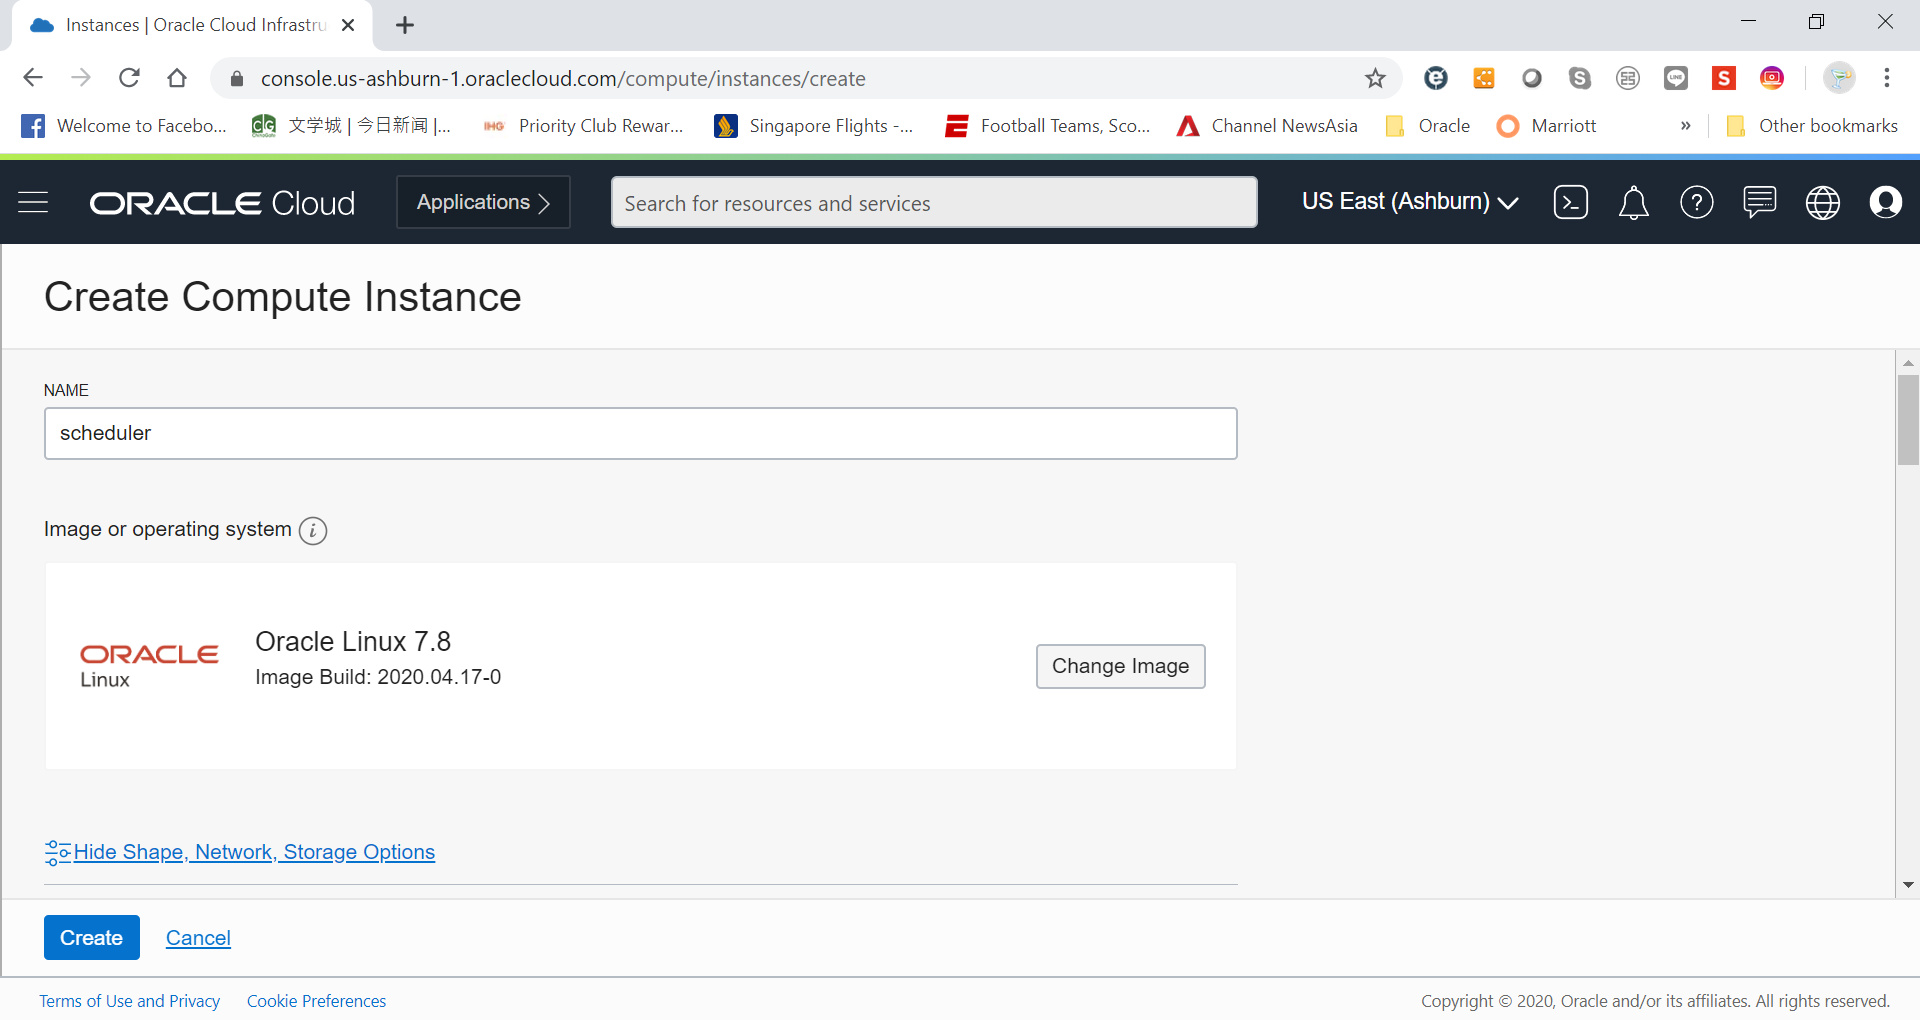 Instances | Oracle Cloud Infrastru
console.us-ashburn-1.oraclecloud.com/compute/instances/create
Welcome to Facebo... 文学城 | 今日新闻 |... IHG Priority Club Rewar... Singapore Flights -... Football Teams, Sco... Channel NewsAsia Oracle Marriott » Other bookmarks
ORACLE Cloud Applications Search for resources and services US East (Ashburn)
Create Compute Instance
NAME
scheduler
Image or operating system i
ORACLE
Linux
Oracle Linux 7.8
Image Build: 2020.04.17-0
Change Image
Hide Shape, Network, Storage Options
Create Cancel
Terms of Use and Privacy Cookie Preferences Copyright © 2020, Oracle and/or its affiliates. All rights reserved.